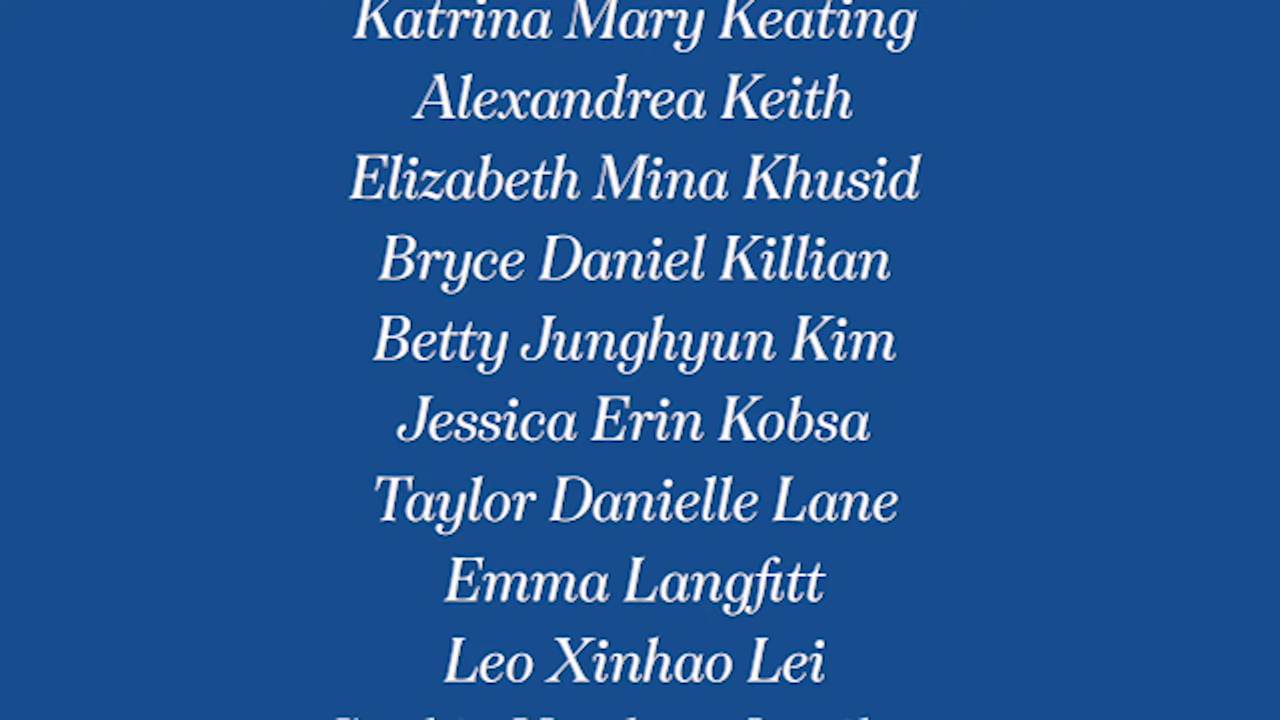 Katrina Mary Keating
Alexandrea Keith
Elizabeth Mina Khusid
Bryce Daniel Killian
Betty Junghyun Kim
Jessica Erin Kobsa
Taylor Danielle Lane
Emma Langfitt
Leo Xinhao Lei